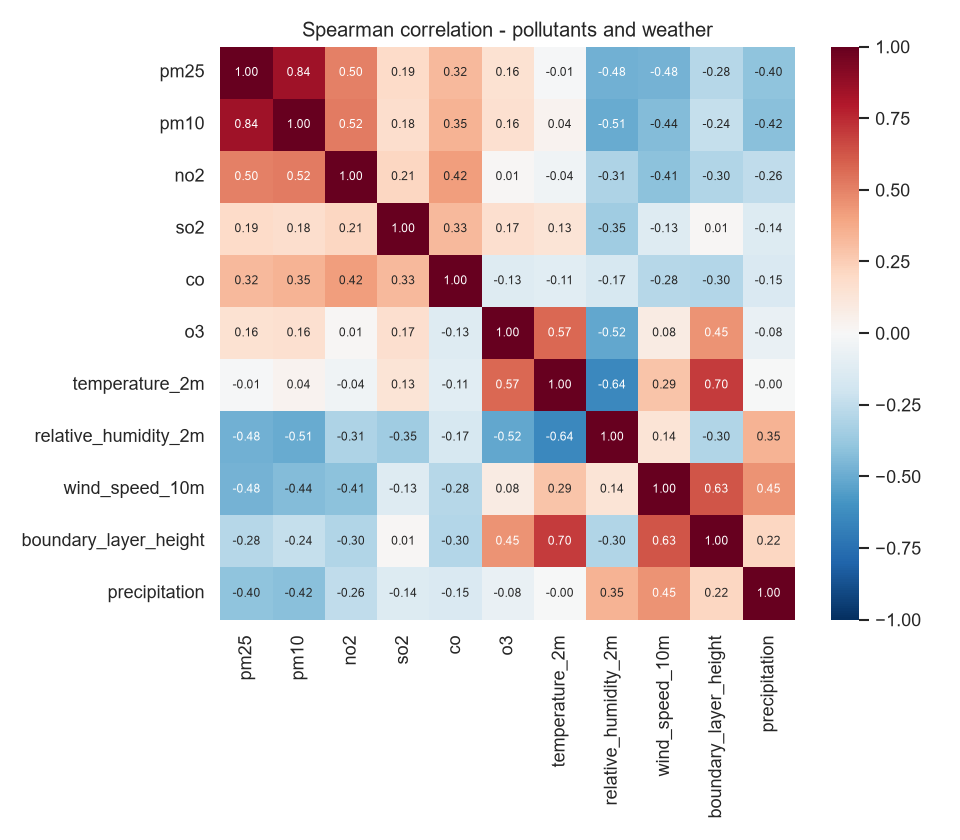 Spearman correlation - pollutants and weather
pm25 1.00 0.84 0.50 0.19 0.32 0.16 -0.01 -0.48 -0.48 -0.28 -0.40
pm10 0.84 1.00 0.52 0.18 0.35 0.16 0.04 -0.51 -0.44 -0.24 -0.42
no2 0.50 0.52 1.00 0.21 0.42 0.01 -0.04 -0.31 -0.41 -0.30 -0.26
so2 0.19 0.18 0.21 1.00 0.33 0.17 0.13 -0.35 -0.13 0.01 -0.14
co 0.32 0.35 0.42 0.33 1.00 -0.13 -0.11 -0.17 -0.28 -0.30 -0.15
o3 0.16 0.16 0.01 0.17 -0.13 1.00 0.57 -0.52 0.08 0.45 -0.08
temperature_2m -0.01 0.04 -0.04 0.13 -0.11 0.57 1.00 -0.64 0.29 0.70 -0.00
relative_humidity_2m -0.48 -0.51 -0.31 -0.35 -0.17 -0.52 -0.64 1.00 0.14 -0.30 0.35
wind_speed_10m -0.48 -0.44 -0.41 -0.13 -0.28 0.08 0.29 0.14 1.00 0.63 0.45
boundary_layer_height -0.28 -0.24 -0.30 0.01 -0.30 0.45 0.70 -0.30 0.63 1.00 0.22
precipitation -0.40 -0.42 -0.26 -0.14 -0.15 -0.08 -0.00 0.35 0.45 0.22 1.00
pm25
pm10
no2
so2
co
o3
temperature_2m
relative_humidity_2m
wind_speed_10m
boundary_layer_height
precipitation
1.00
0.75
0.50
0.25
0.00
−0.25
−0.50
−0.75
−1.00